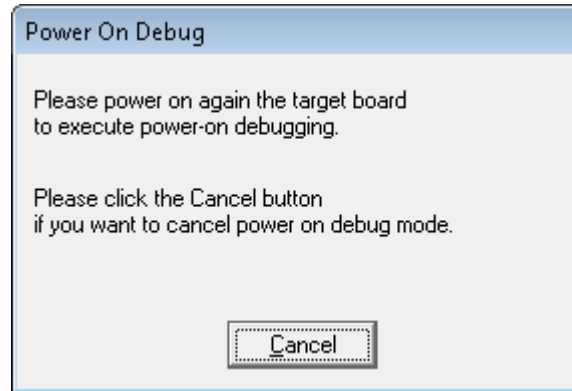 Power On Debug
Please power on again the target board
to execute power-on debugging.
Please click the Cancel button
if you want to cancel power on debug mode.
Cancel